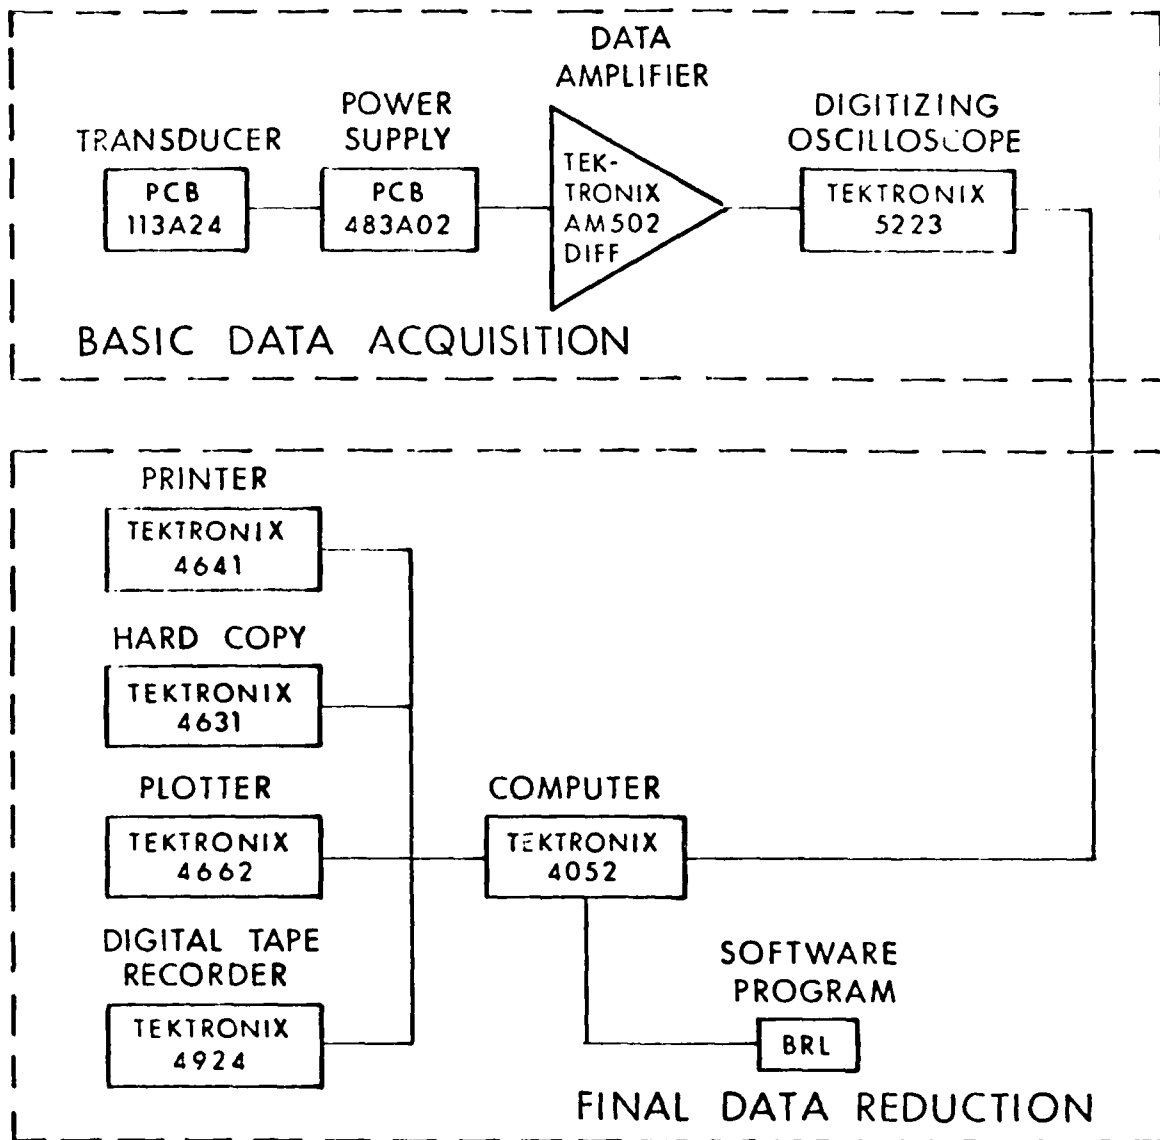 DATA
AMPLIFIER
POWER
SUPPLY
DIGITIZING
OSCILLOSCOPE
TRANSDUCER
PCB
113A24
PCB
483A02
TEK-
TRONIX
AM502
DIFF
TEKTRONIX
5223
BASIC DATA ACQUISITION
PRINTER
TEKTRONIX
4641
HARD COPY
TEKTRONIX
4631
PLOTTER
TEKTRONIX
4662
COMPUTER
TEKTRONIX
4052
DIGITAL TAPE
RECORDER
TEKTRONIX
4924
SOFTWARE
PROGRAM
BRL
FINAL DATA REDUCTION